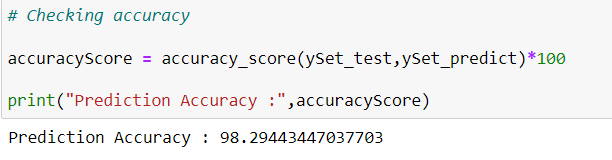 # Checking accuracy
accuracyScore = accuracy_score(ySet_test,ySet_predict)*100
print("Prediction Accuracy :",accuracyScore)
Prediction Accuracy : 98.29443447037703